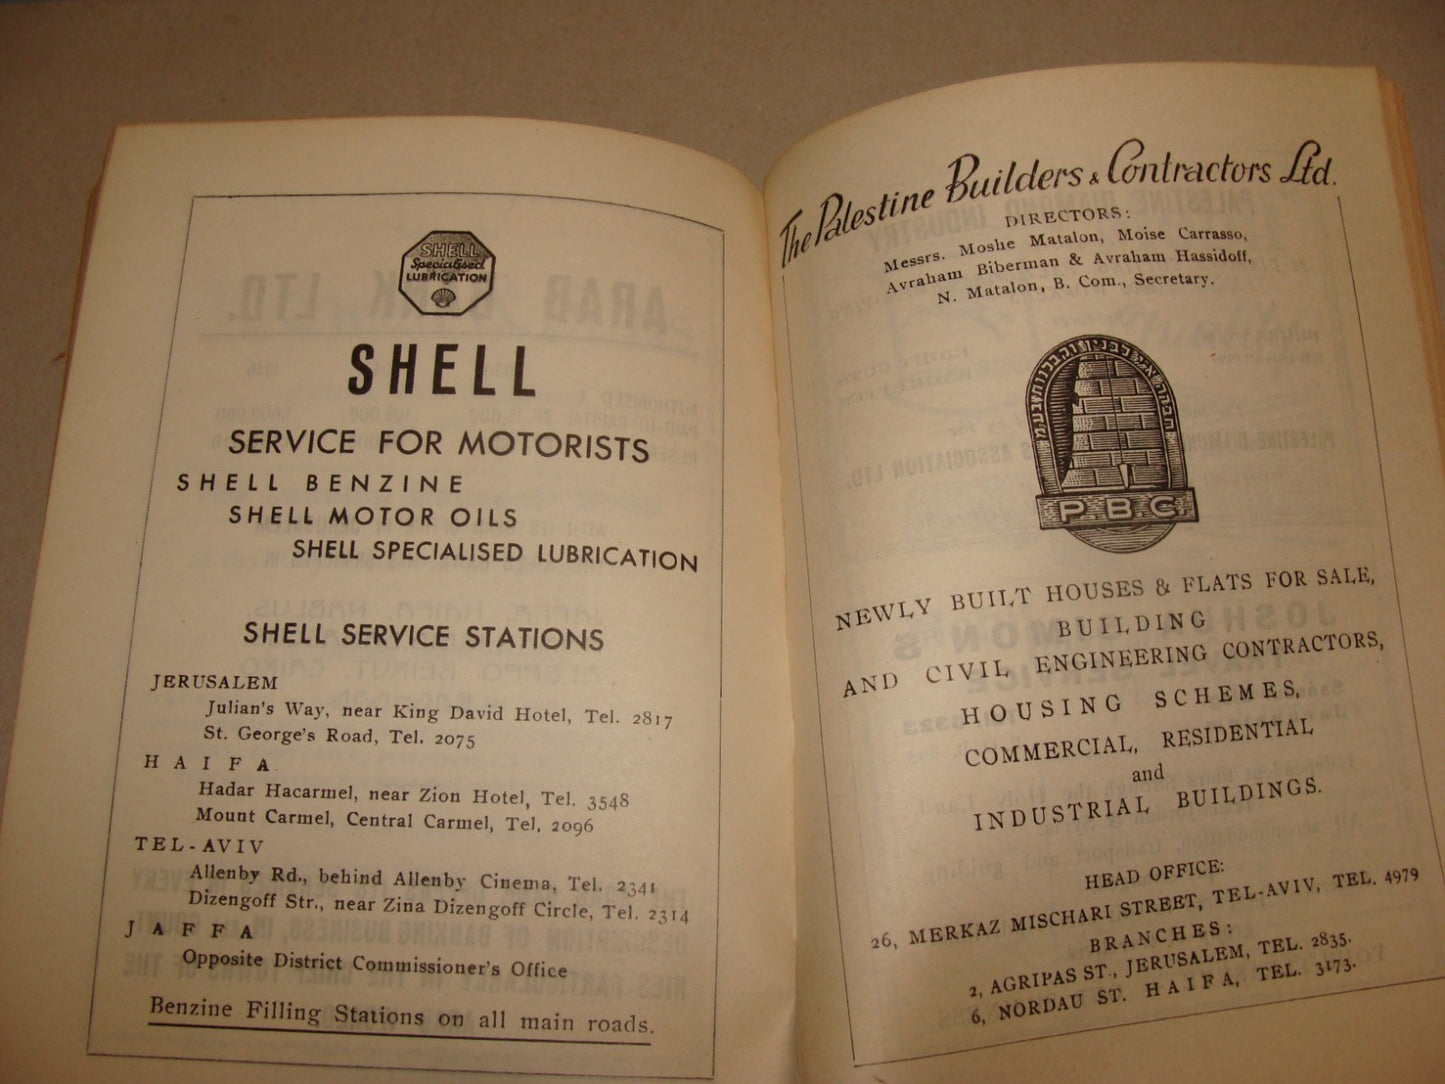 SHELL
Specialised
LUBRICATION
SHELL
SERVICE FOR MOTORISTS
SHELL BENZINE
SHELL MOTOR OILS
SHELL SPECIALISED LUBRICATION
SHELL SERVICE STATIONS
JERUSALEM
Julian's Way, near King David Hotel, Tel. 2817
St. George's Road, Tel. 2075
HAIFA
Hadar Hacarmel, near Zion Hotel, Tel. 3548
Mount Carmel, Central Carmel, Tel, 2096
TEL-AVIV
Allenby Rd., behind Allenby Cinema, Tel. 2341
Dizengoff Str., near Zina Dizengoff Circle, Tel. 2314
JAFFA
Opposite District Commissioner's Office
Benzine Filling Stations on all main roads.
The Palestine Builders & Contractors Ltd.
DIRECTORS:
Messrs. Moshe Matalon, Moise Carrasso,
Avraham Biberman & Avraham Hassidoff,
N. Matalon, B. Com., Secretary.
P.B.C.
NEWLY BUILT HOUSES & FLATS FOR SALE,
BUILDING
AND CIVIL ENGINEERING CONTRACTORS,
HOUSING SCHEMES,
COMMERCIAL, RESIDENTIAL
and
INDUSTRIAL BUILDINGS.
HEAD OFFICE:
26, MERKAZ MISCHARI STREET, TEL-AVIV, TEL. 4979
BRANCHES:
2, AGRIPAS ST., JERUSALEM, TEL. 2835.
6, NORDAU ST. HAIFA, TEL. 3173.